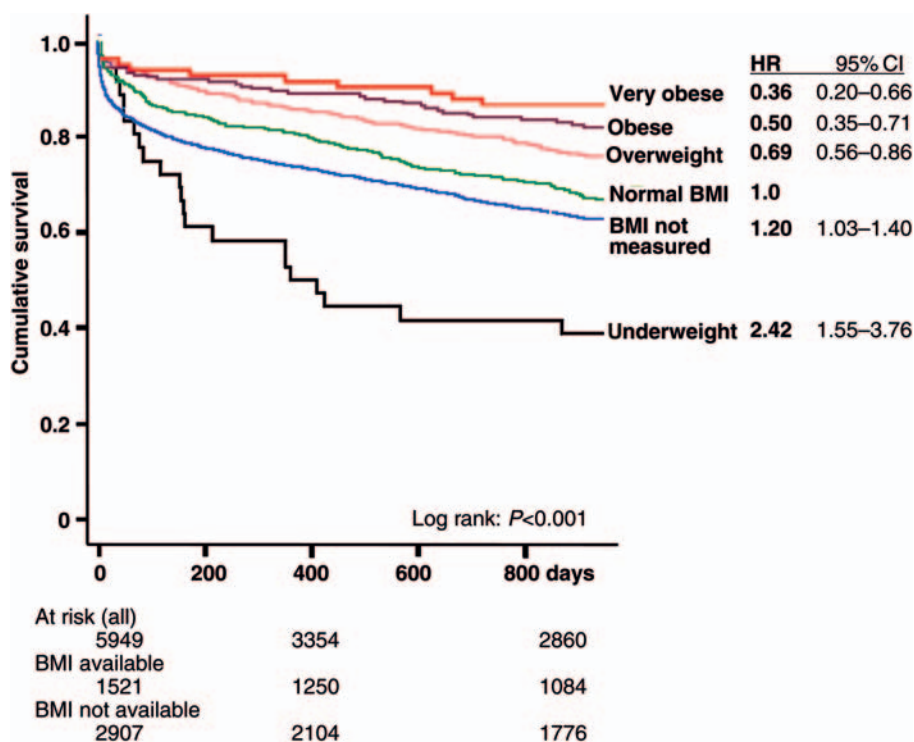 HR 95% CI
1.0
Very obese 0.36 0.20–0.66
Obese 0.50 0.35–0.71
0.8
Overweight 0.69 0.56–0.86
Normal BMI 1.0
0.6
BMI not
measured 1.20 1.03–1.40
Cumulative survival
0.4
Underweight 2.42 1.55–3.76
0.2
0
Log rank: P<0.001
0 200 400 600 800 days
At risk (all)
5949 3354 2860
BMI available
1521 1250 1084
BMI not available
2907 2104 1776